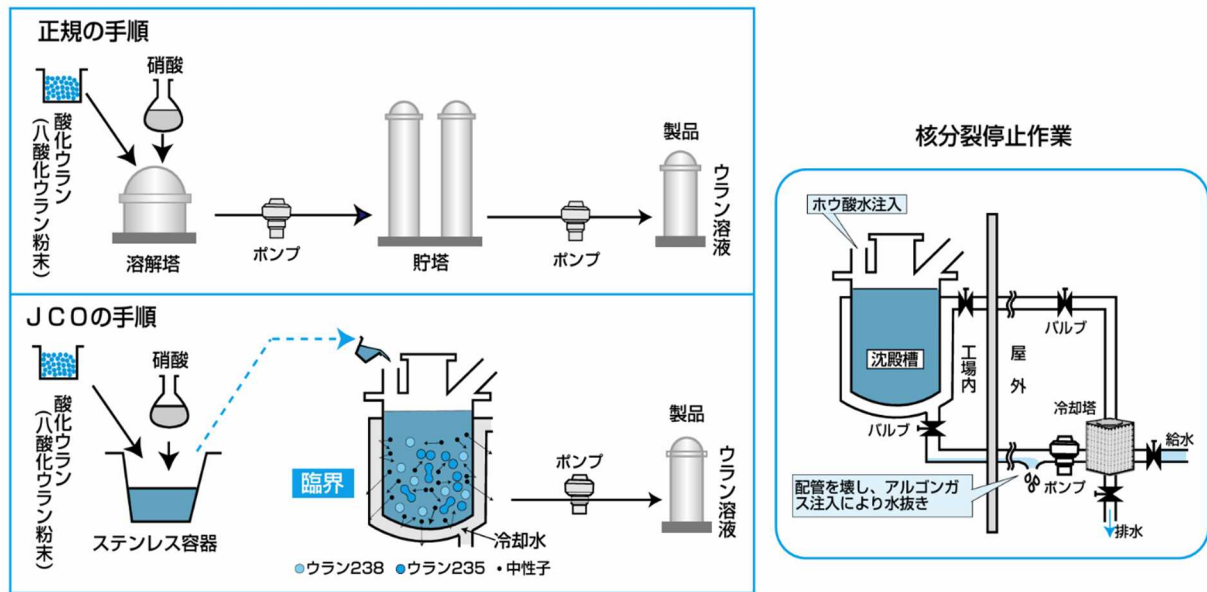 正規の手順
硝酸
酸化ウラン
(八酸化ウラン粉末)
溶解塔
ポンプ
貯塔
ポンプ
製品
ウラン溶液
JCOの手順
硝酸
酸化ウラン
(八酸化ウラン粉末)
ステンレス容器
臨界
冷却水
ポンプ
製品
ウラン溶液
ウラン238
ウラン235
・中性子
核分裂停止作業
ホウ酸水注入
沈殿槽
工場内
屋外
バルブ
バルブ
冷却塔
給水
ポンプ
配管を壊し、アルゴンガ
ス注入により水抜き
排水